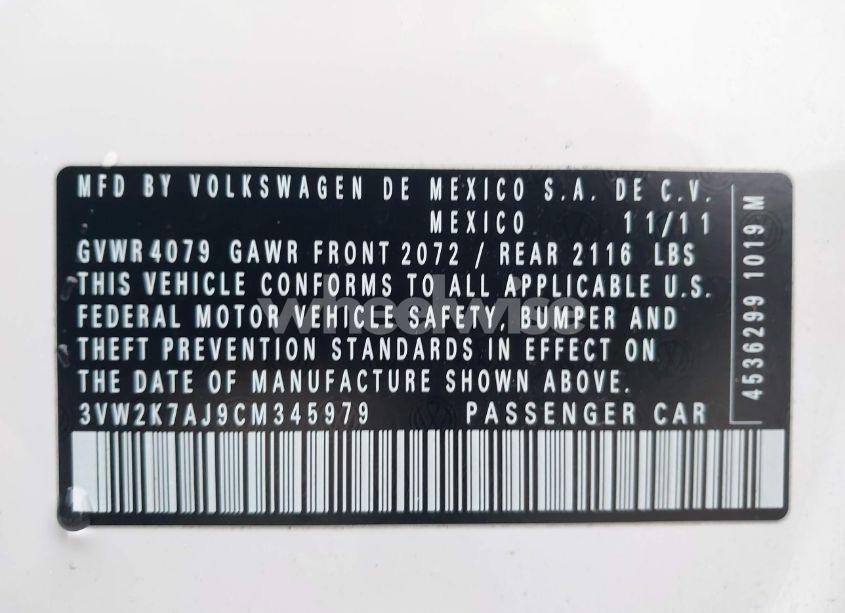 MFD BY VOLKSWAGEN DE MEXICO S.A. DE C.V.
MEXICO 11/11
GVWR 4079 GAWR FRONT 2072 / REAR 2116 LBS
THIS VEHICLE CONFORMS TO ALL APPLICABLE U.S.
FEDERAL MOTOR VEHICLE SAFETY, BUMPER AND
THEFT PREVENTION STANDARDS IN EFFECT ON
THE DATE OF MANUFACTURE SHOWN ABOVE.
3VW2K7AJ9CM345979 PASSENGER CAR
4536299 1019 M
wheelwise